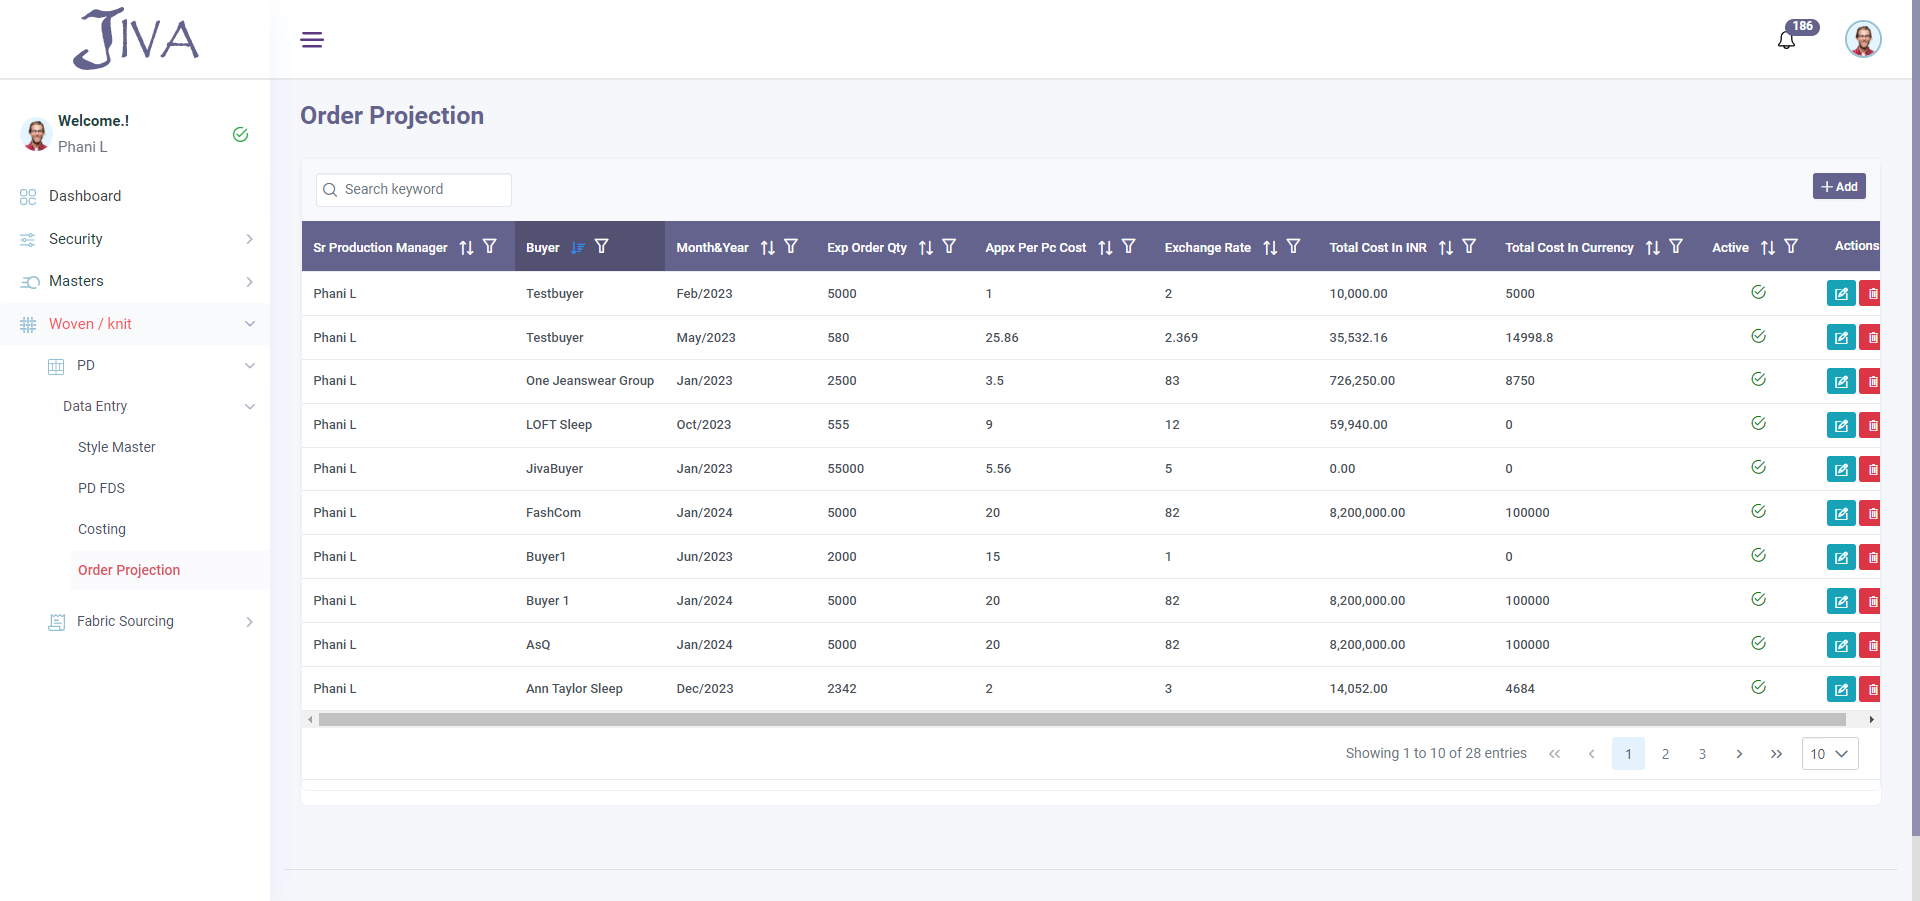 JIVA
186
Welcome.!
Phani L
Dashboard
Security
Masters
Woven / knit
PD
Data Entry
Style Master
PD FDS
Costing
Order Projection
Fabric Sourcing
Order Projection
Search keyword
Add
Sr Production Manager Buyer Month&Year Exp Order Qty Appx Per Pc Cost Exchange Rate Total Cost In INR Total Cost In Currency Active Actions
Phani L Testbuyer Feb/2023 5000 1 2 10,000.00 5000
Phani L Testbuyer May/2023 580 25.86 2.369 35,532.16 14998.8
Phani L One Jeanswear Group Jan/2023 2500 3.5 83 726,250.00 8750
Phani L LOFT Sleep Oct/2023 555 9 12 59,940.00 0
Phani L JivaBuyer Jan/2023 55000 5.56 5 0.00 0
Phani L FashCom Jan/2024 5000 20 82 8,200,000.00 100000
Phani L Buyer1 Jun/2023 2000 15 1 0
Phani L Buyer 1 Jan/2024 5000 20 82 8,200,000.00 100000
Phani L AsQ Jan/2024 5000 20 82 8,200,000.00 100000
Phani L Ann Taylor Sleep Dec/2023 2342 2 3 14,052.00 4684
Showing 1 to 10 of 28 entries 1 2 3 10